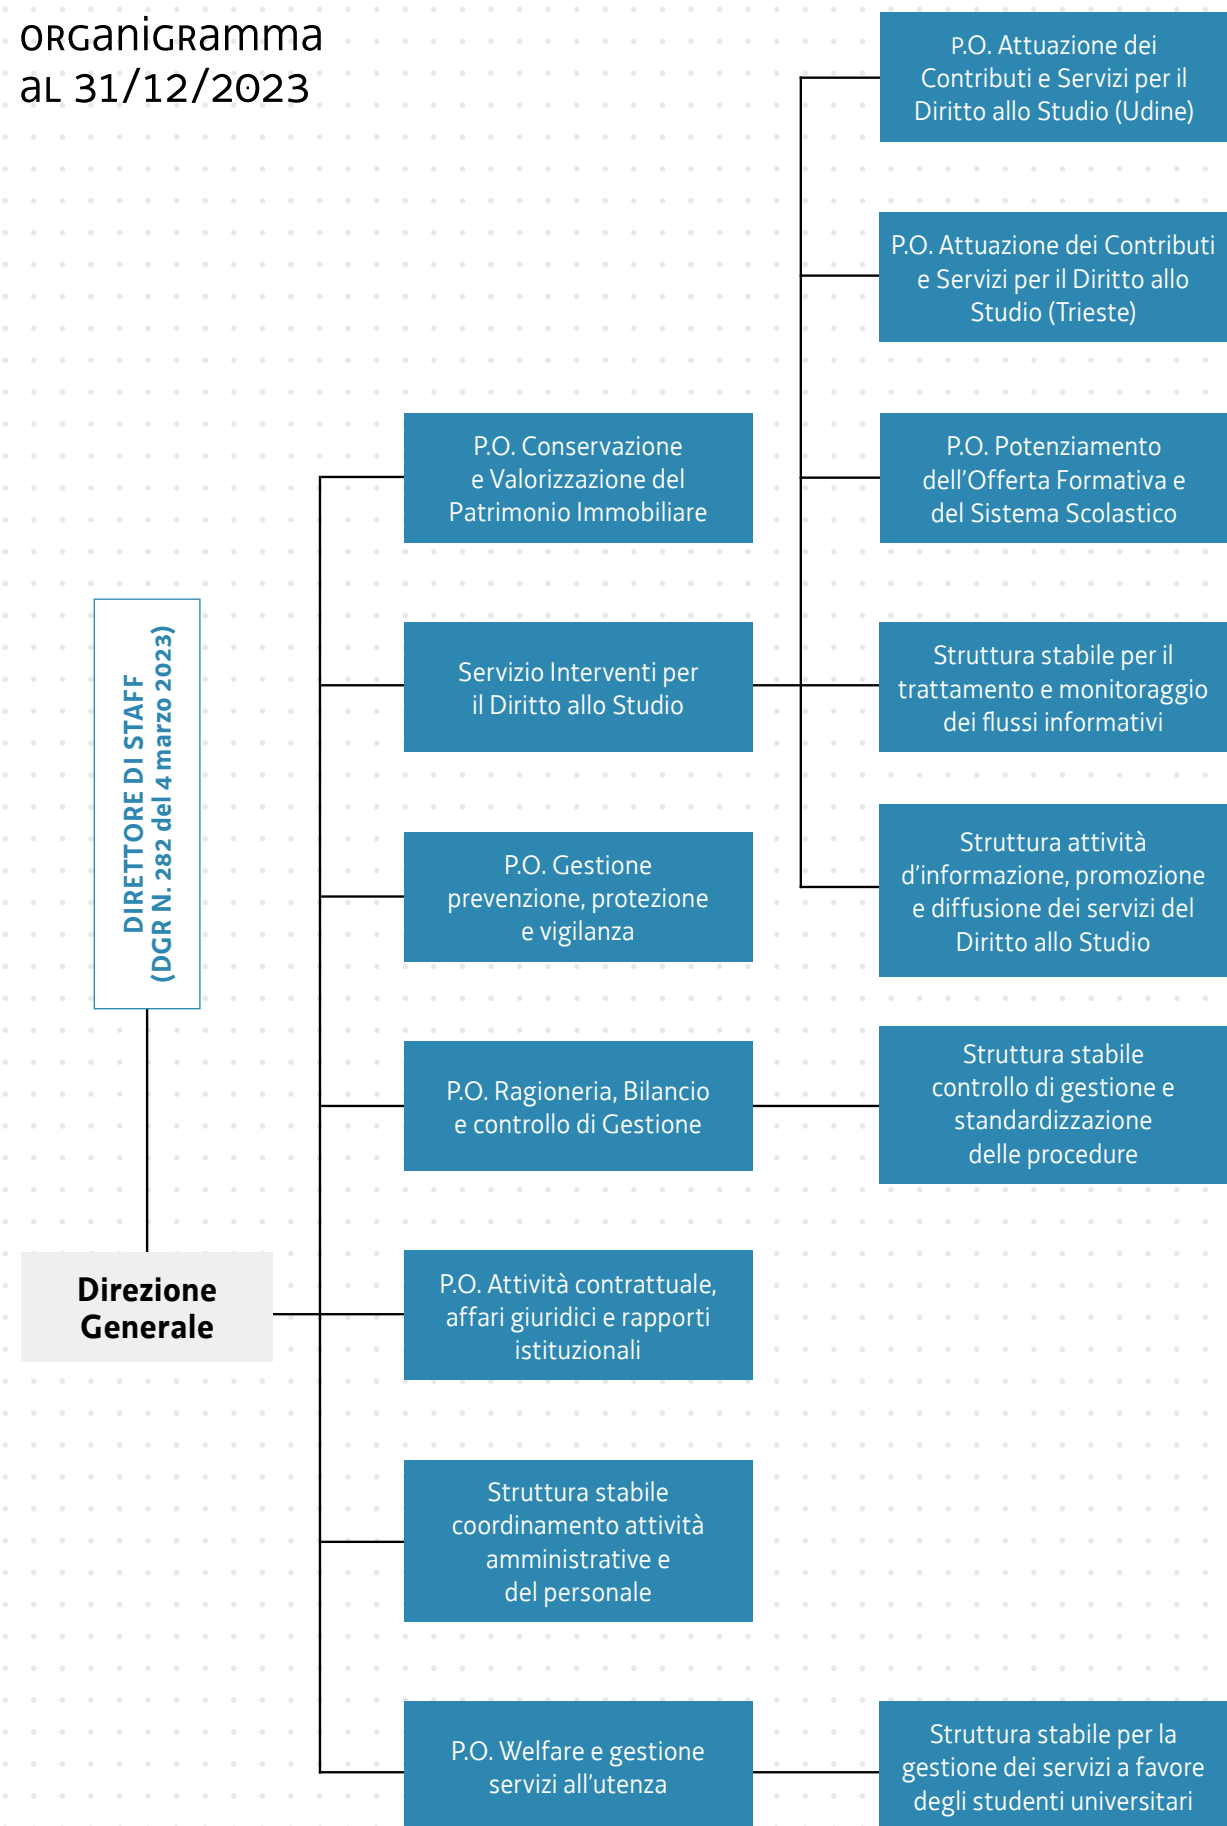 ORGANIGRAMMA
AL 31/12/2023
P.O. Attuazione dei
Contributi e Servizi per il
Diritto allo Studio (Udine)
P.O. Attuazione dei Contributi
e Servizi per il Diritto allo
Studio (Trieste)
P.O. Conservazione
e Valorizzazione del
Patrimonio Immobiliare
P.O. Potenziamento
dell'Offerta Formativa e
del Sistema Scolastico
DIRETTORE DI STAFF
(DGR N. 282 del 4 marzo 2023)
Servizio Interventi per
il Diritto allo Studio
Struttura stabile per il
trattamento e monitoraggio
dei flussi informativi
P.O. Gestione
prevenzione, protezione
e vigilanza
Struttura attività
d'informazione, promozione
e diffusione dei servizi del
Diritto allo Studio
P.O. Ragioneria, Bilancio
e controllo di Gestione
Struttura stabile
controllo di gestione e
standardizzazione
delle procedure
Direzione
Generale
P.O. Attività contrattuale,
affari giuridici e rapporti
istituzionali
Struttura stabile
coordinamento attività
amministrative e
del personale
P.O. Welfare e gestione
servizi all'utenza
Struttura stabile per la
gestione dei servizi a favore
degli studenti universitari